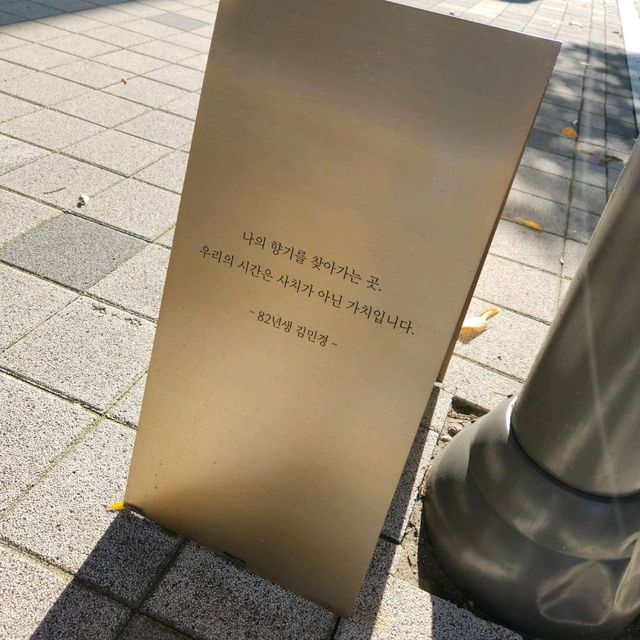 나의 향기를 찾아가는 곳.
우리의 시간은 사치가 아닌 가치입니다.
- 82년생 김민경 -